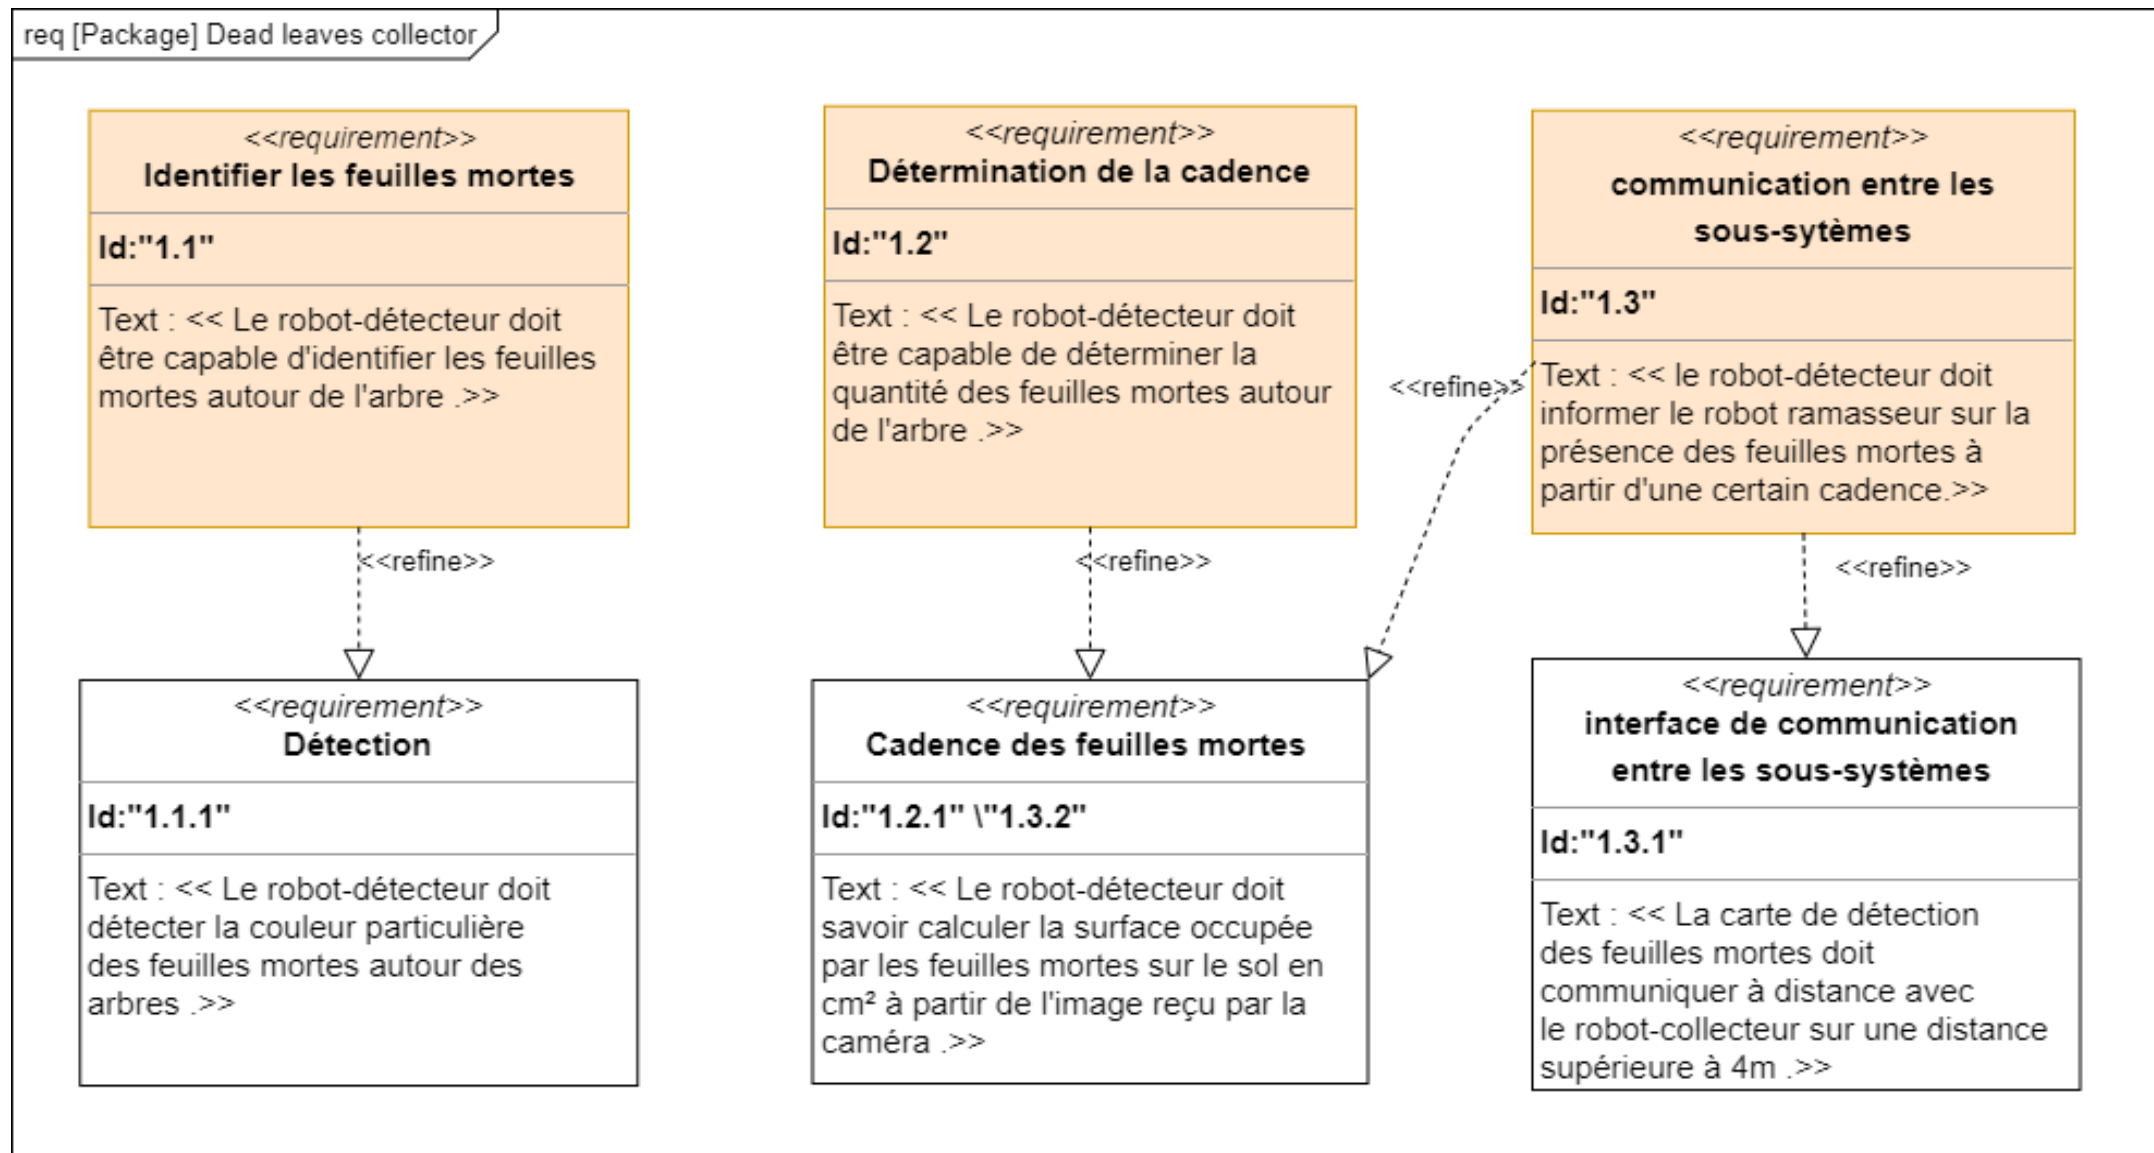 req [Package] Dead leaves collector
<<requirement>>
Identifier les feuilles mortes
Id:"1.1"
Text : << Le robot-détecteur doit
être capable d'identifier les feuilles
mortes autour de l'arbre .>>
<<requirement>>
Détermination de la cadence
Id:"1.2"
Text : << Le robot-détecteur doit
être capable de déterminer la
quantité des feuilles mortes autour
de l'arbre .>>
<<requirement>>
communication entre les
sous-sytèmes
Id:"1.3"
Text : << le robot-détecteur doit
informer le robot ramasseur sur la
présence des feuilles mortes à
partir d'une certain cadence.>>
<<refine>>
<<refine>>
<<refine>>
<<refine>>
<<requirement>>
Détection
Id:"1.1.1"
Text : << Le robot-détecteur doit
détecter la couleur particulière
des feuilles mortes autour des
arbres .>>
<<requirement>>
Cadence des feuilles mortes
Id:"1.2.1" \"1.3.2"
Text : << Le robot-détecteur doit
savoir calculer la surface occupée
par les feuilles mortes sur le sol en
cm² à partir de l'image reçu par la
caméra .>>
<<requirement>>
interface de communication
entre les sous-systèmes
Id:"1.3.1"
Text : << La carte de détection
des feuilles mortes doit
communiquer à distance avec
le robot-collecteur sur une distance
supérieure à 4m .>>